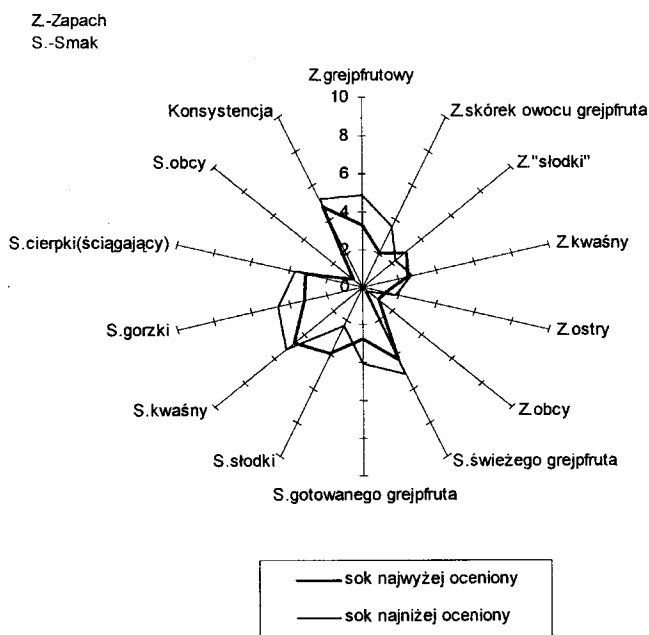 Z.-Zapach
S.-Smak
Z.grejpfrutowy
Z.skórek owocu grejpfruta
Z."słodki"
Z.kwaśny
Z.ostry
Z.obcy
S.świeżego grejpfruta
S.gotowanego grejpfruta
S.słodki
S.kwaśny
S.gorzki
S.cierpki(ściągający)
S.obcy
Konsystencja
10
8
6
4
2
0
sok najwyżej oceniony
sok najniżej oceniony